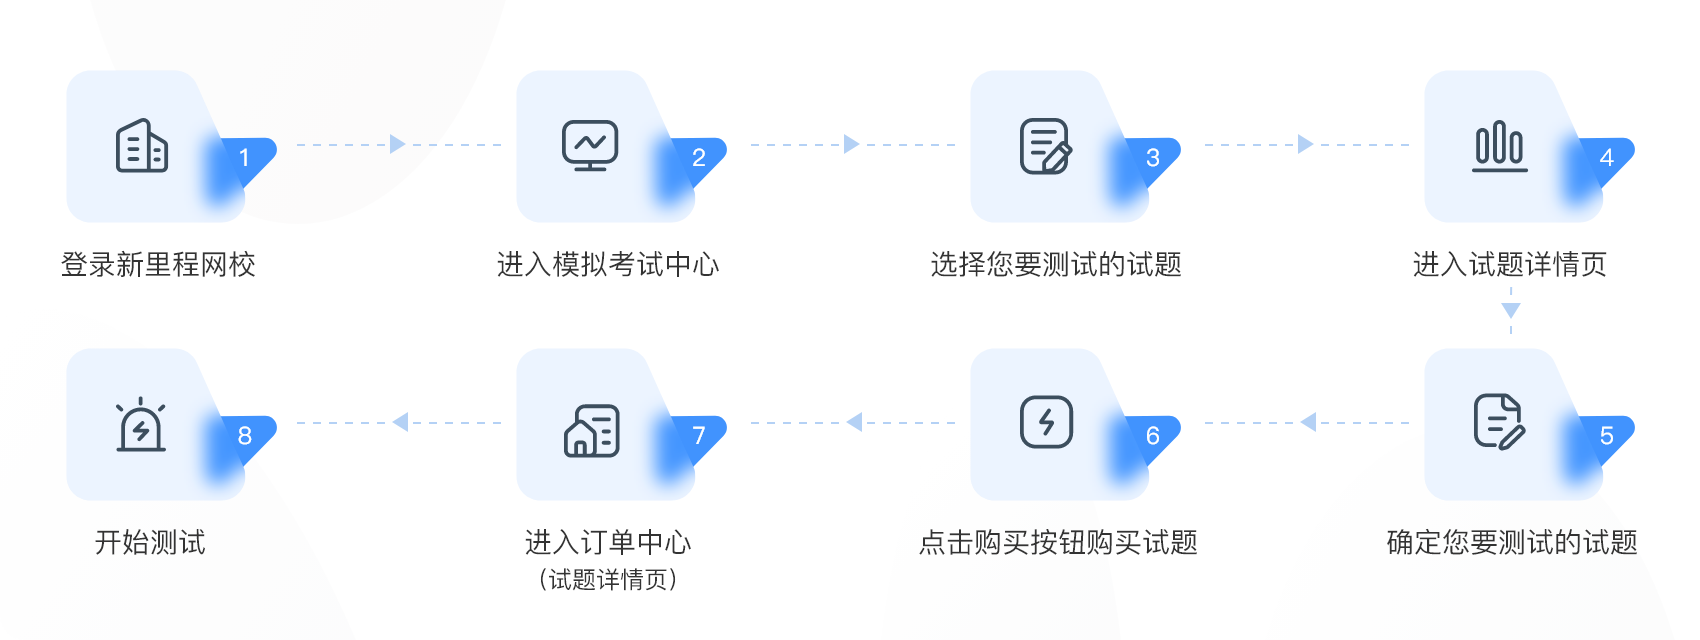 1
登录新里程网校
2
进入模拟考试中心
3
选择您要测试的试题
4
进入试题详情页
5
确定您要测试的试题
6
点击购买按钮购买试题
7
进入订单中心
（试题详情页）
8
开始测试